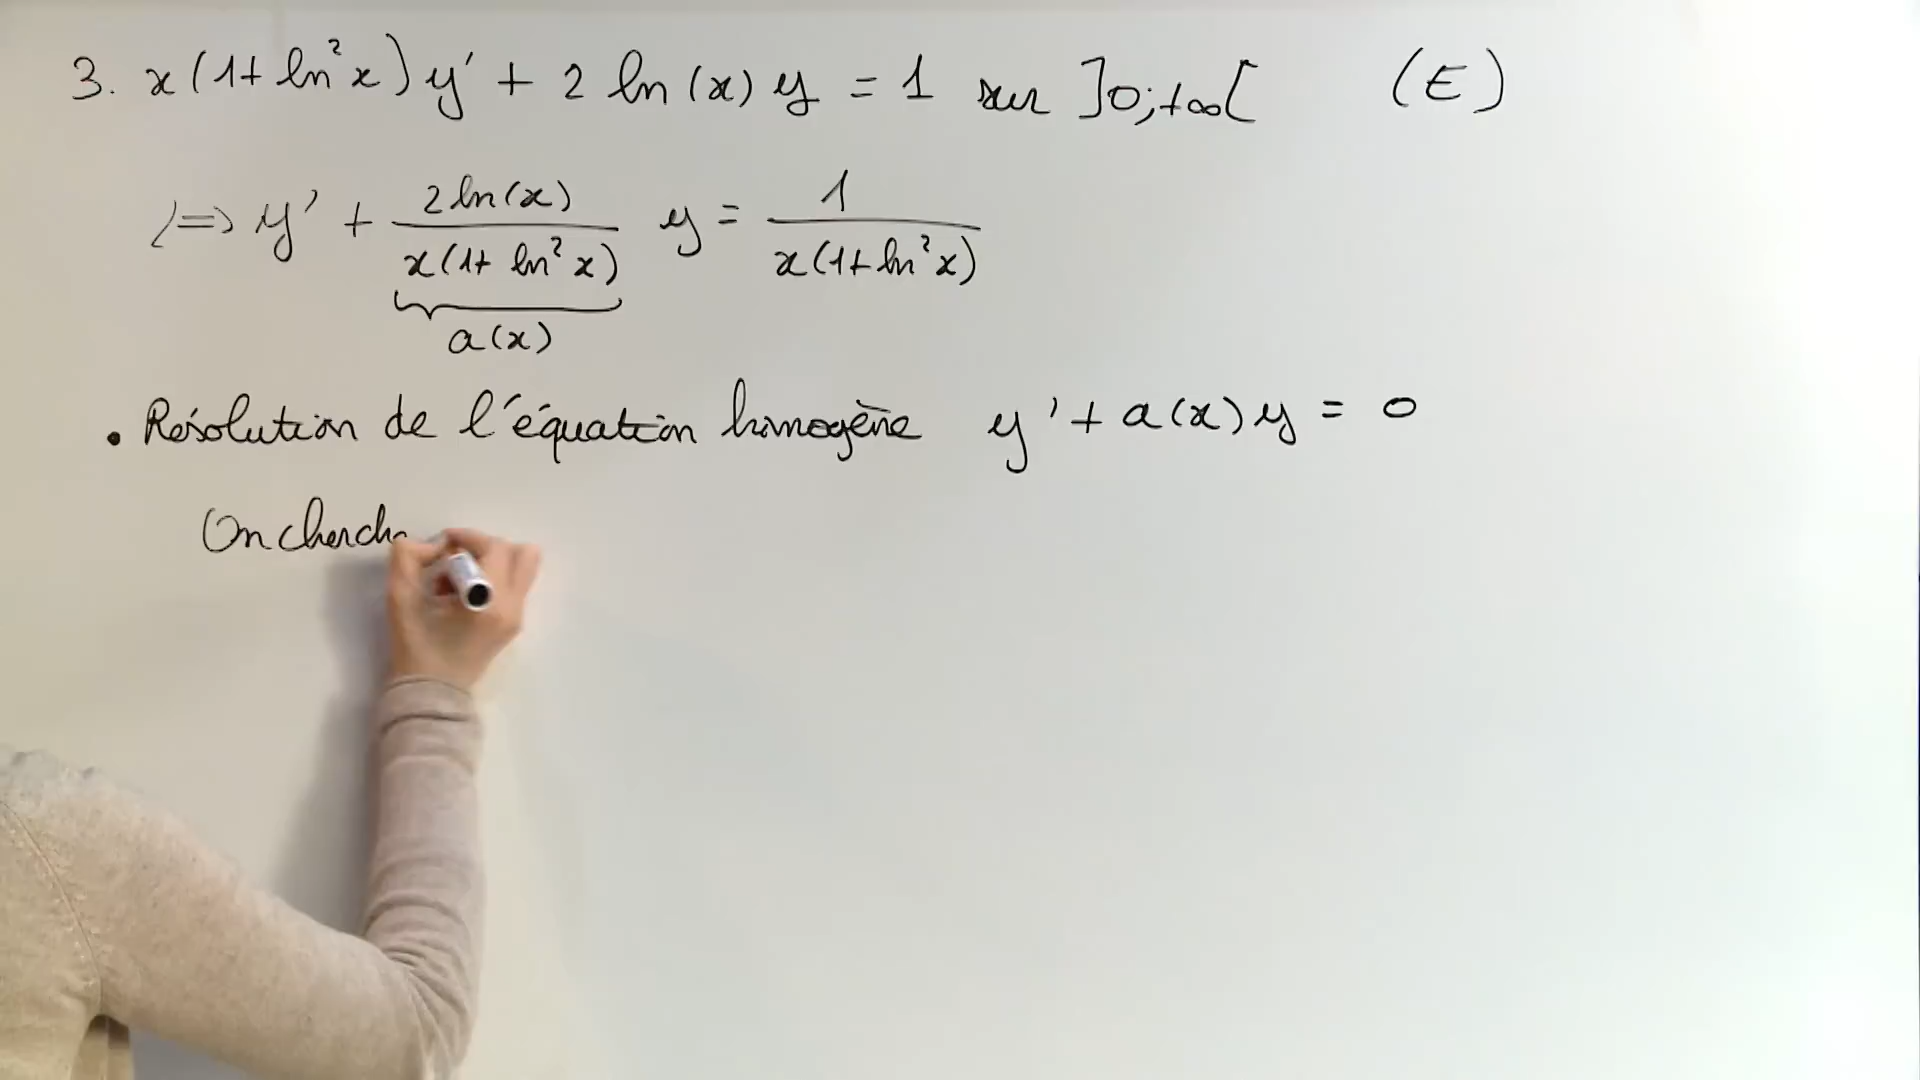 3. x(1+ ln²x)y' + 2 ln(x) y = 1 sur ]0;+∞[ (E)
<=> y' + 2ln(x) / x(1+ ln²x) y = 1 / x(1+ ln²x)
a(x)
• Résolution de l'équation homogène y' + a(x)y = 0
On cherche